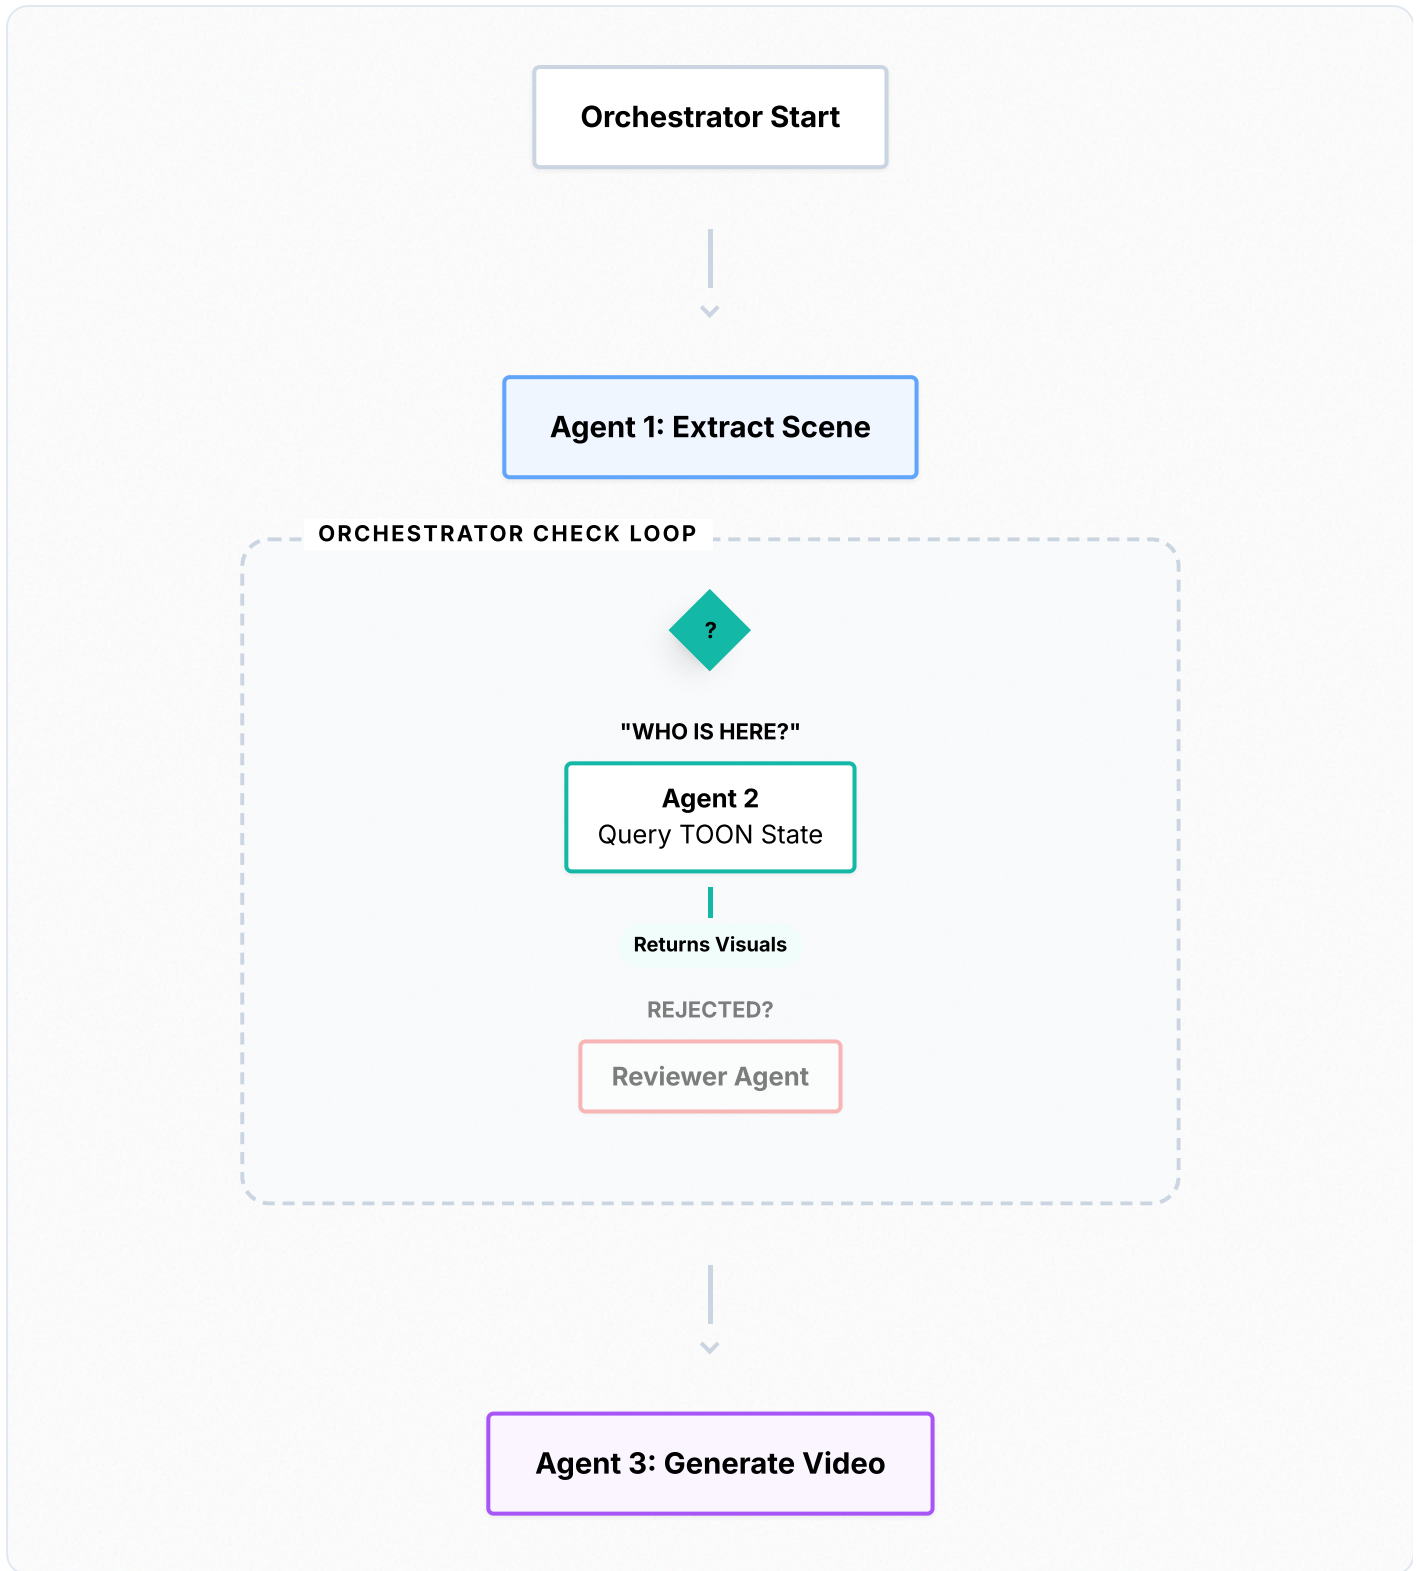 Orchestrator Start
Agent 1: Extract Scene
ORCHESTRATOR CHECK LOOP
?
"WHO IS HERE?"
Agent 2
Query TOON State
Returns Visuals
REJECTED?
Reviewer Agent
Agent 3: Generate Video